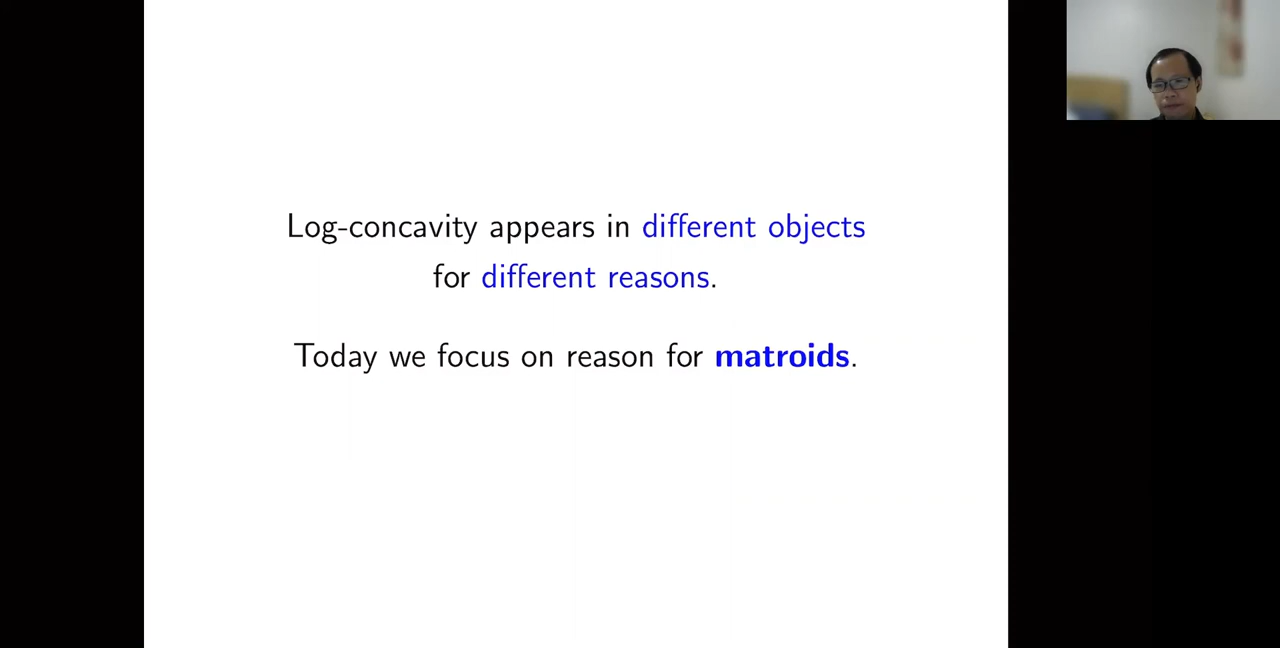 Log-concavity appears in different objects
for different reasons.
Today we focus on reason for matroids.